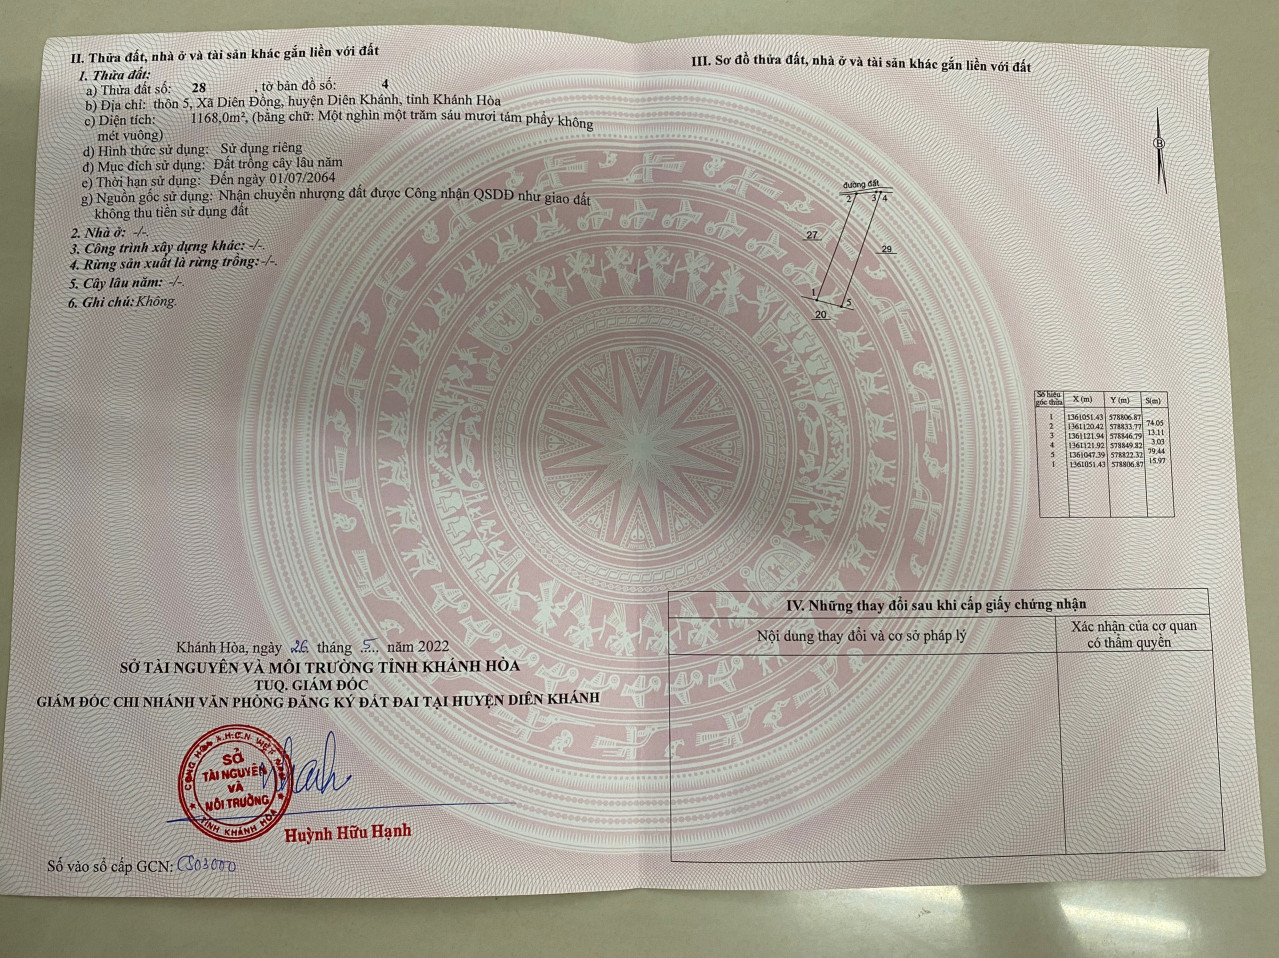 II. Thửa đất, nhà ở và tài sản khác gắn liền với đất
1. Thửa đất:
a) Thửa đất số: 28 , tờ bản đồ số: 4
b) Địa chỉ: thôn 5, Xã Diên Đồng, huyện Diên Khánh, tỉnh Khánh Hòa
c) Diện tích: 1168,0m², (bằng chữ: Một nghìn một trăm sáu mươi tám phẩy không
mét vuông)
d) Hình thức sử dụng: Sử dụng riêng
đ) Mục đích sử dụng: Đất trồng cây lâu năm
e) Thời hạn sử dụng: Đến ngày 01/07/2064
g) Nguồn gốc sử dụng: Nhận chuyển nhượng đất được Công nhận QSDĐ như giao đất
không thu tiền sử dụng đất
2. Nhà ở: -/-.
3. Công trình xây dựng khác: -/-.
4. Rừng sản xuất là rừng trồng: -/-.
5. Cây lâu năm: -/-.
6. Ghi chú: Không.
Khánh Hòa, ngày 26 tháng 5 năm 2022
SỞ TÀI NGUYÊN VÀ MÔI TRƯỜNG TỈNH KHÁNH HÒA
TUQ. GIÁM ĐỐC
GIÁM ĐỐC CHI NHÁNH VĂN PHÒNG ĐĂNG KÝ ĐẤT ĐAI TẠI HUYỆN DIÊN KHÁNH
CỘNG HÒA X.H.C.N VIỆT NAM
SỞ
TÀI NGUYÊN
VÀ
MÔI TRƯỜNG
TỈNH KHÁNH HÒA
Huỳnh Hữu Hạnh
Số vào sổ cấp GCN: CS03000
III. Sơ đồ thửa đất, nhà ở và tài sản khác gắn liền với đất
B
đường đất
2 3 4
27
29
1
5
20
Số hiệu góc thửa X (m) Y (m) S(m)
1 1361051.43 578806.87
74.05
2 1361120.42 578833.77
13.11
3 1361121.94 578846.79
3.03
4 1361121.92 578849.82
79.44
5 1361047.39 578822.32
15.97
1 1361051.43 578806.87
IV. Những thay đổi sau khi cấp giấy chứng nhận
Nội dung thay đổi và cơ sở pháp lý
Xác nhận của cơ quan
có thẩm quyền